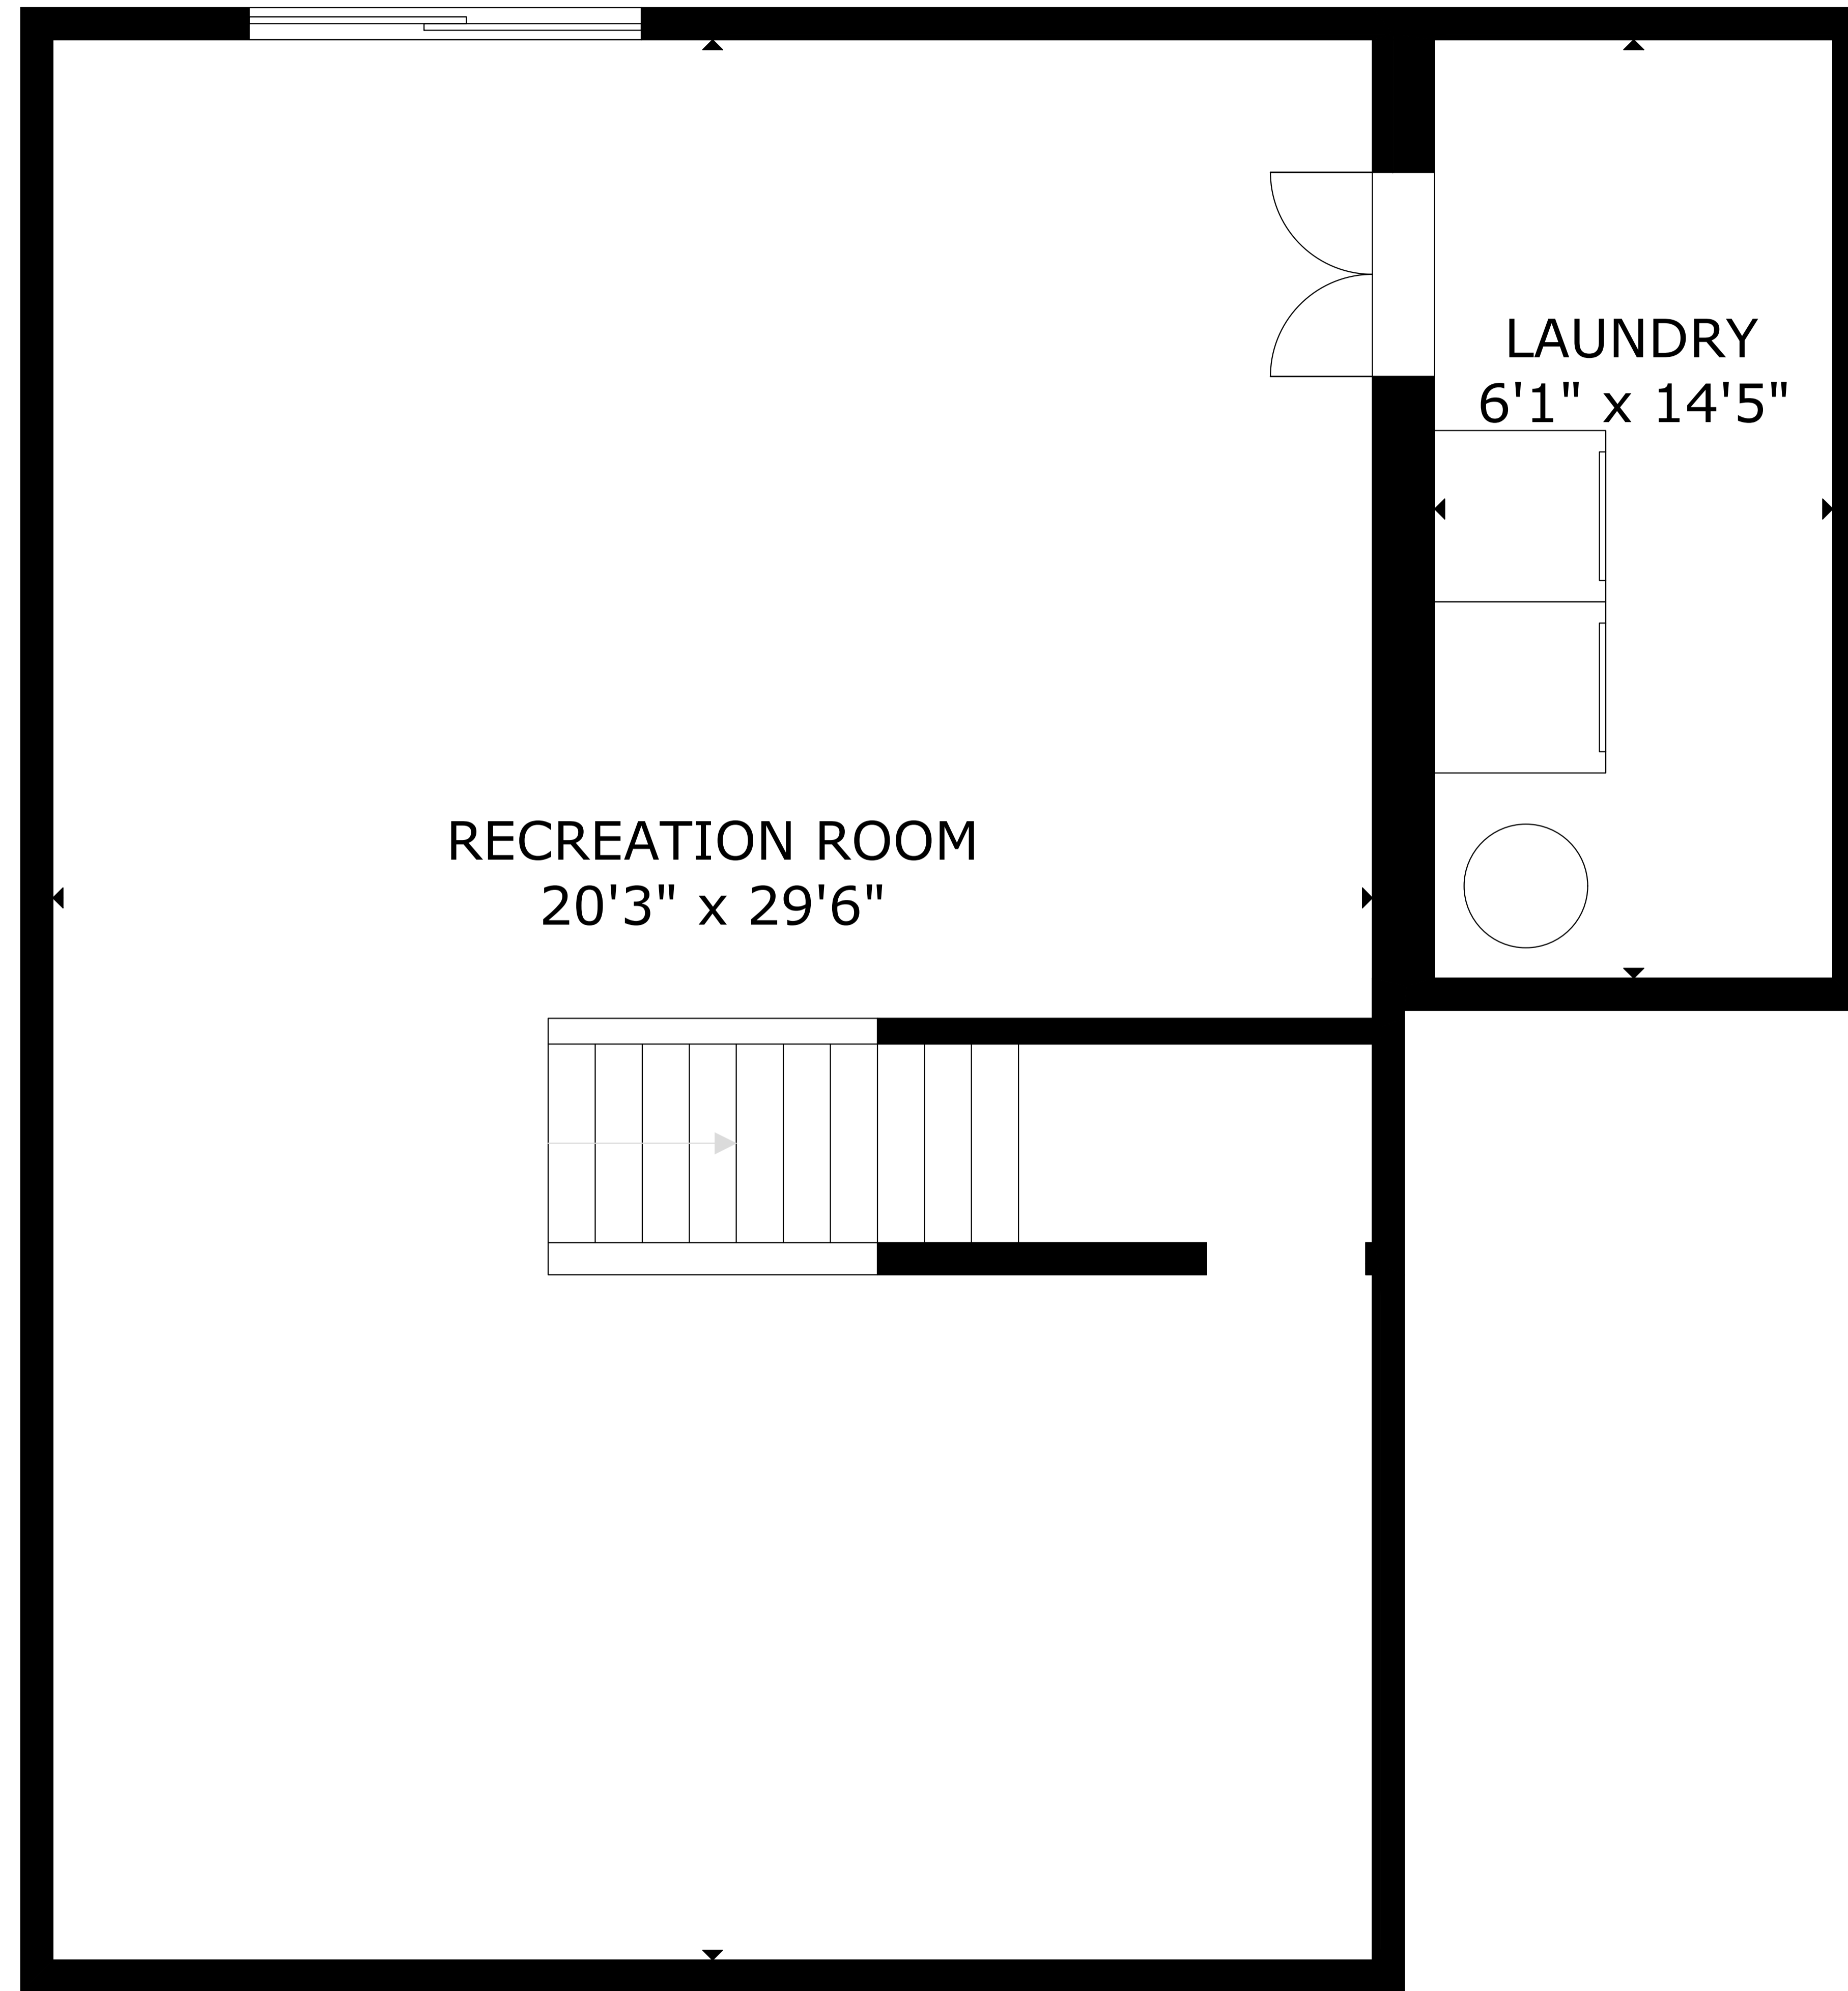 LAUNDRY
6'1" x 14'5"
RECREATION ROOM
20'3" x 29'6"